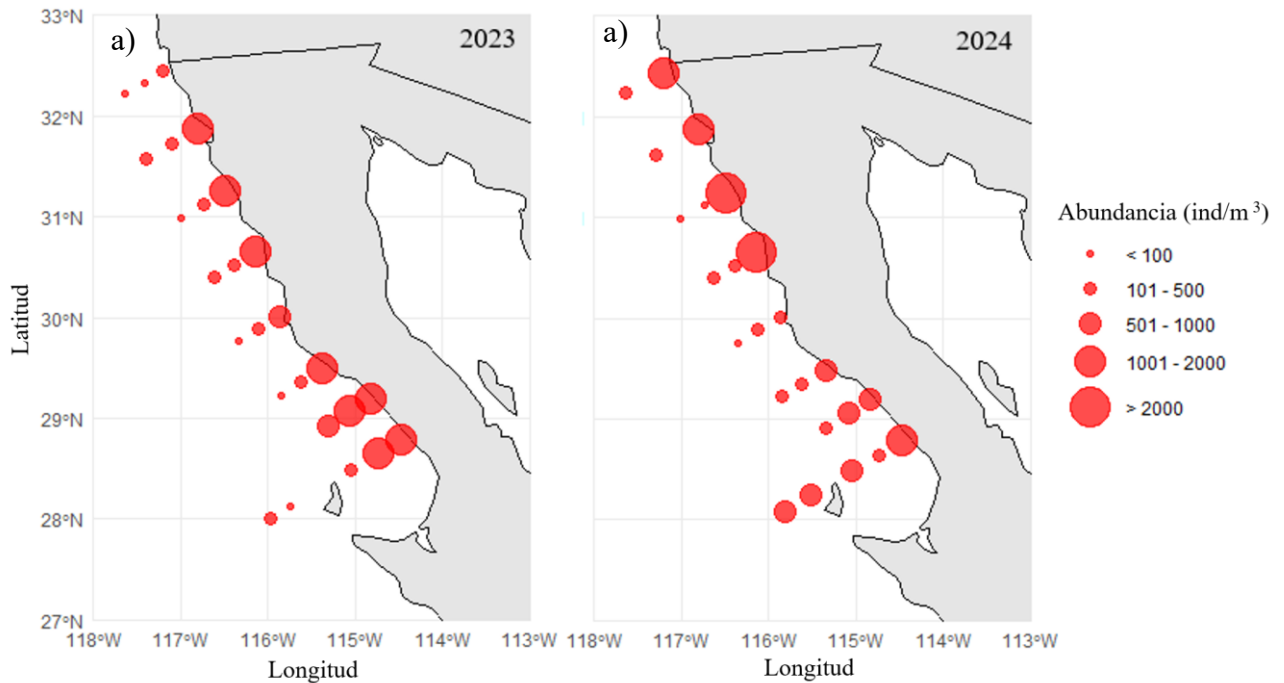 a)
2023
a)
2024
33°N
32°N
31°N
30°N
29°N
28°N
27°N
Latitud
118°W
117°W
116°W
115°W
114°W
113°W
118°W
117°W
116°W
115°W
114°W
113°W
Longitud
Longitud
Abundancia (ind/m³)
< 100
101 - 500
501 - 1000
1001 - 2000
> 2000